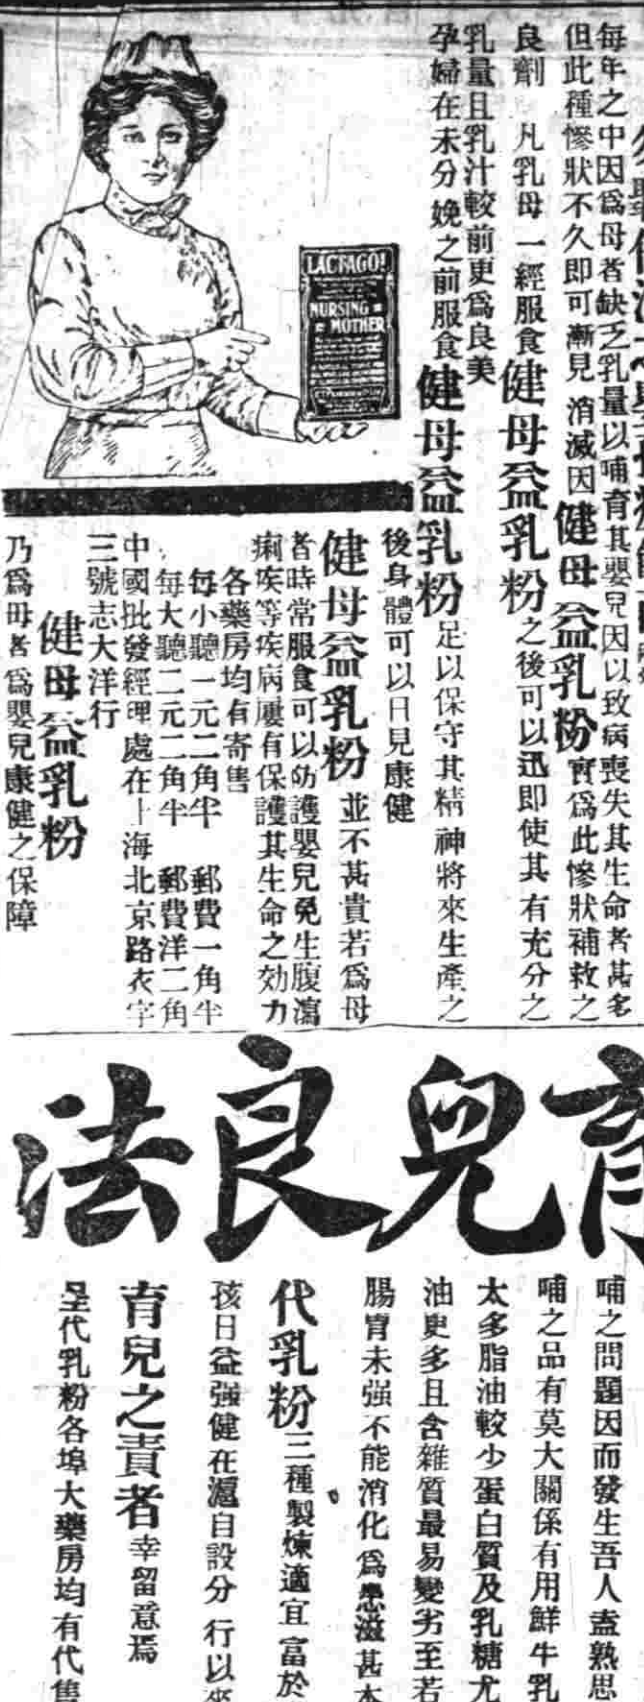 每年之中因爲母者缺乏乳量以哺育其嬰兒因以致病喪失其生命者甚多
但此種慘狀不久即可漸見消滅因健母益乳粉實爲此慘狀補救之
良劑 凡乳母一經服食健母益乳粉之後可以迅即使其有充分之
乳量且乳汁較前更爲良美
孕婦在未分娩之前服食健母益乳粉足以保守其精神將來生產之
後身體可以日見康健
健母益乳粉並不甚貴若爲母
者時常服食可以防護嬰兒免生腹瀉
痢疾等疾病屢有保護其生命之効力
各藥房均有寄售
每小聽一元二角半 郵費一角半
每大聽二元二角半 郵費洋二角
中國批發經理處在上海北京路衣字
三號志大洋行
健母益乳粉
乃爲母者爲嬰兒康健之保障
LACTAGOL
NURSING
MOTHER
育兒良法
哺之問題因而發生吾人盍熟思
哺之品有莫大關係有用鮮牛乳
太多脂油較少蛋白質及乳糖尤
油更多且含雜質最易變劣至若
腸胃未强不能消化爲患滋甚本
代乳粉三種製煉適宜富於
孩日益强健在滬自設分行以來
育兒之責者幸留意焉
呈代乳粉各埠大藥房均有代售